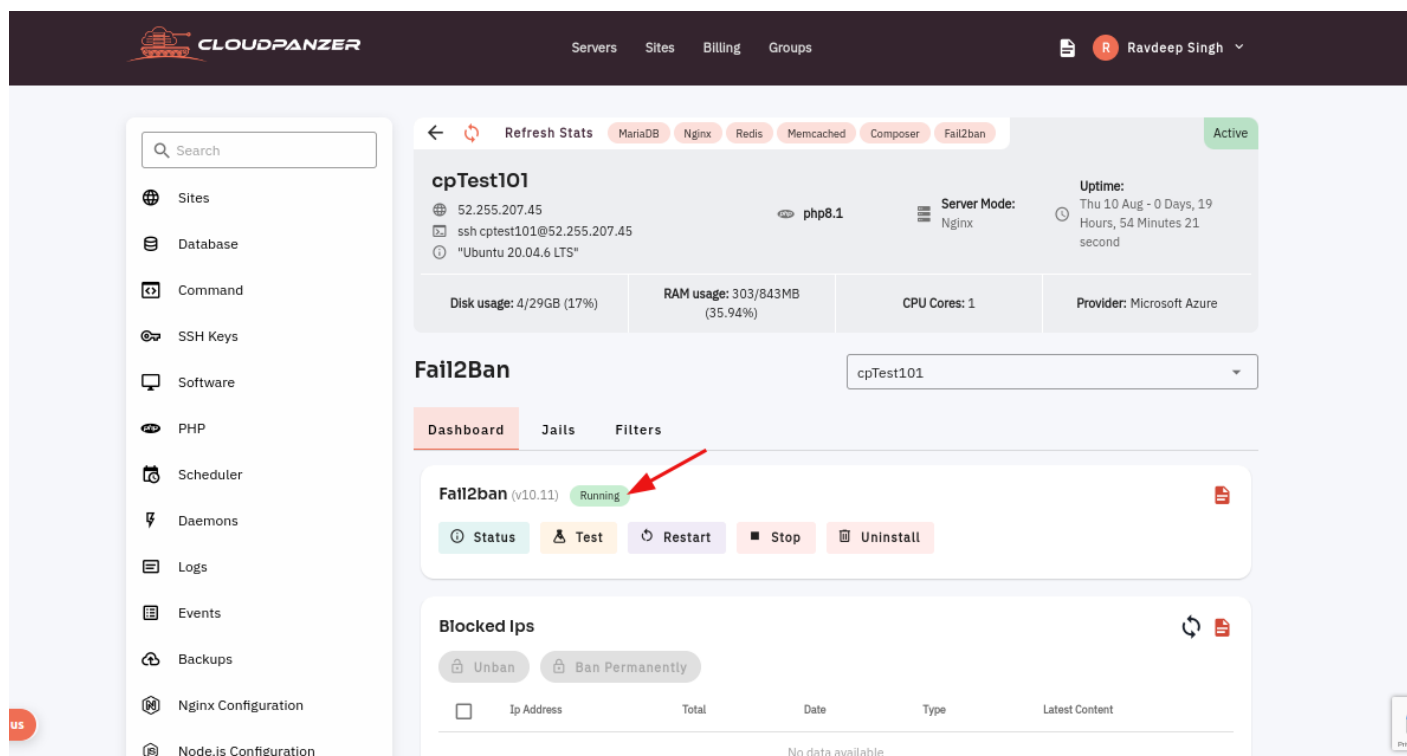 CLOUDPANZER
Servers Sites Billing Groups
R Ravdeep Singh
Search
Sites
Database
Command
SSH Keys
Software
PHP
Scheduler
Daemons
Logs
Events
Backups
Nginx Configuration
Node.js Configuration
us
Refresh Stats MariaDB Nginx Redis Memcached Composer Fail2ban Active
cpTest101
52.255.207.45
ssh cptest101@52.255.207.45
"Ubuntu 20.04.6 LTS"
php8.1
Server Mode:
Nginx
Uptime:
Thu 10 Aug - 0 Days, 19
Hours, 54 Minutes 21
second
Disk usage: 4/29GB (17%)
RAM usage: 303/843MB
(35.94%)
CPU Cores: 1
Provider: Microsoft Azure
Fail2Ban
cpTest101
Dashboard Jails Filters
Fail2ban (v10.11) Running
Status Test Restart Stop Uninstall
Blocked Ips
Unban Ban Permanently
Ip Address Total Date Type Latest Content
No data available